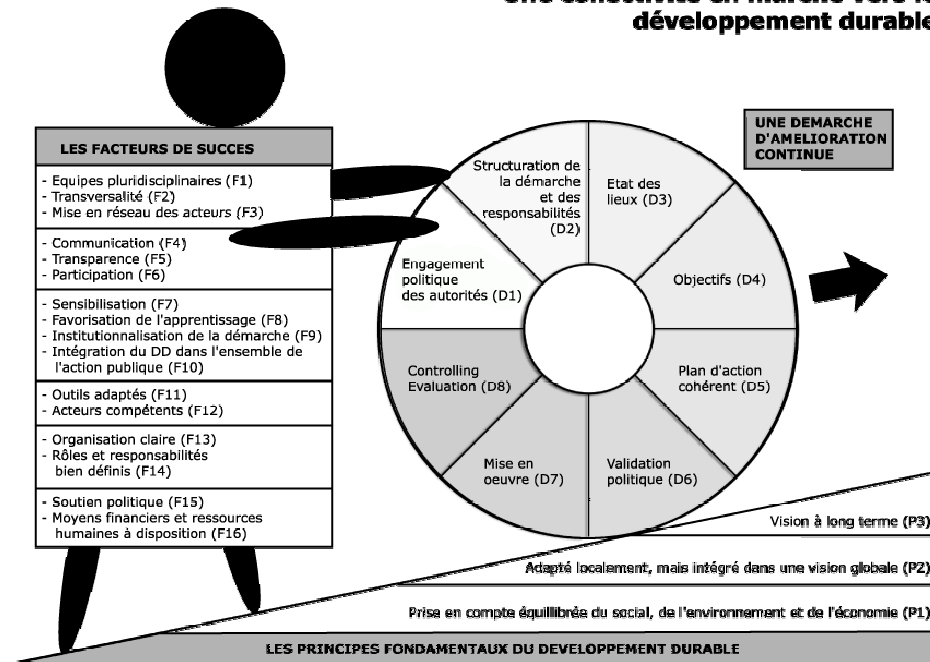 Une collectivité en marche vers le
développement durable
LES FACTEURS DE SUCCES
- Equipes pluridisciplinaires (F1)
- Transversalité (F2)
- Mise en réseau des acteurs (F3)
- Communication (F4)
- Transparence (F5)
- Participation (F6)
- Sensibilisation (F7)
- Favorisation de l'apprentissage (F8)
- Institutionnalisation de la démarche (F9)
- Intégration du DD dans l'ensemble de
l'action publique (F10)
- Outils adaptés (F11)
- Acteurs compétents (F12)
- Organisation claire (F13)
- Rôles et responsabilités
bien définis (F14)
- Soutien politique (F15)
- Moyens financiers et ressources
humaines à disposition (F16)
Engagement
politique
des autorités (D1)
Structuration de
la démarche
et des
responsabilités
(D2)
Etat des
lieux (D3)
Objectifs (D4)
Plan d'action
cohérent (D5)
Validation
politique (D6)
Mise en
oeuvre (D7)
Controlling
Evaluation (D8)
UNE DEMARCHE
D'AMELIORATION
CONTINUE
Vision à long terme (P3)
Adapté localement, mais intégré dans une vision globale (P2)
Prise en compte équillibrée du social, de l'environnement et de l'économie (P1)
LES PRINCIPES FONDAMENTAUX DU DEVELOPPEMENT DURABLE